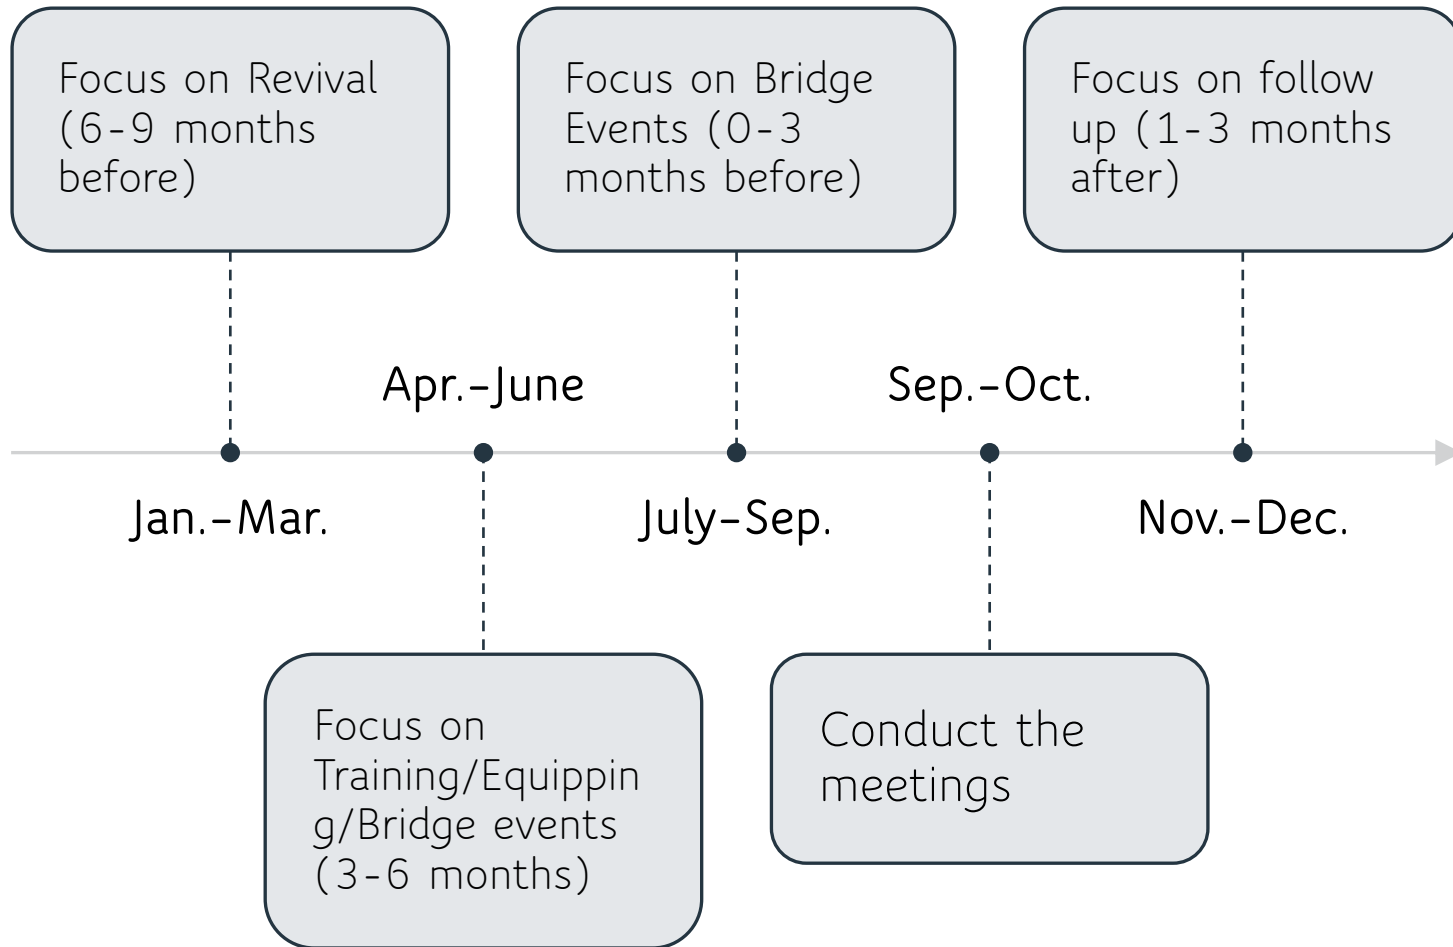 Focus on Revival
(6-9 months
before)
Focus on Bridge
Events (0-3
months before)
Focus on follow
up (1-3 months
after)
Apr.–June
Sep.–Oct.
Jan.–Mar.
July–Sep.
Nov.–Dec.
Focus on
Training/Equippin
g/Bridge events
(3-6 months)
Conduct the
meetings